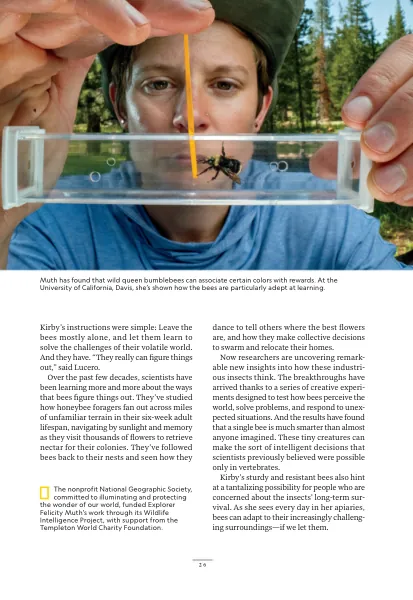 Muth has found that wild queen bumblebees can associate certain colors with rewards. At the
University of California, Davis, she's shown how the bees are particularly adept at learning.
Kirby's instructions were simple: Leave the
bees mostly alone, and let them learn to
solve the challenges of their volatile world.
And they have. “They really can figure things
out,” said Lucero.
Over the past few decades, scientists have
been learning more and more about the ways
that bees figure things out. They've studied
how honeybee foragers fan out across miles
of unfamiliar terrain in their six-week adult
lifespan, navigating by sunlight and memory
as they visit thousands of flowers to retrieve
nectar for their colonies. They've followed
bees back to their nests and seen how they
The nonprofit National Geographic Society,
committed to illuminating and protecting
the wonder of our world, funded Explorer
Felicity Muth's work through its Wildlife
Intelligence Project, with support from the
Templeton World Charity Foundation.
dance to tell others where the best flowers
are, and how they make collective decisions
to swarm and relocate their homes.
Now researchers are uncovering remark-
able new insights into how these industri-
ous insects think. The breakthroughs have
arrived thanks to a series of creative experi-
ments designed to test how bees perceive the
world, solve problems, and respond to unex-
pected situations. And the results have found
that a single bee is much smarter than almost
anyone imagined. These tiny creatures can
make the sort of intelligent decisions that
scientists previously believed were possible
only in vertebrates.
Kirby's sturdy and resistant bees also hint
at a tantalizing possibility for people who are
concerned about the insects' long-term sur-
vival. As she sees every day in her apiaries,
bees can adapt to their increasingly challeng-
ing surroundings—if we let them.
36